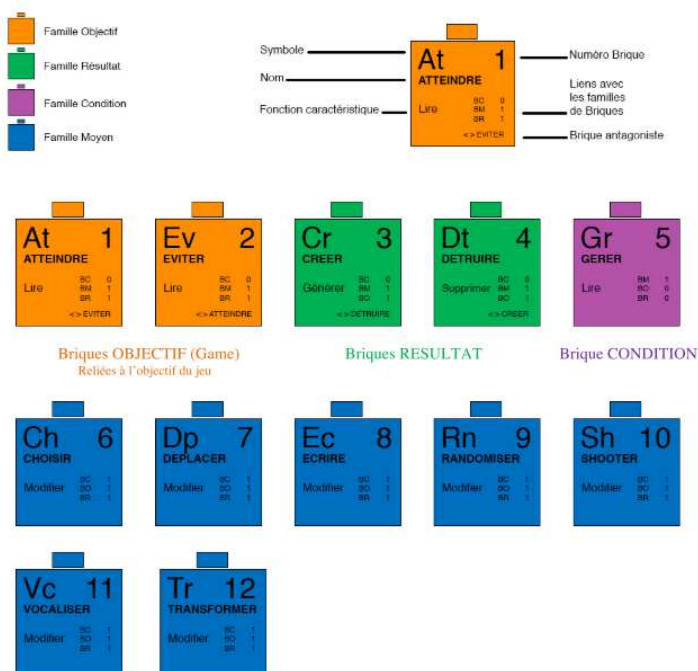 Famille Objectif
Famille Résultat
Famille Condition
Famille Moyen
Symbole
Nom
Fonction caractéristique
At 1
ATTEINDRE
Lire
BC 0
BM 1
BR 1
<> EVITER
Numéro Brique
Liens avec
les familles
de Briques
Brique antagoniste
At 1
ATTEINDRE
Lire
BC 0
BM 1
BR 1
<> EVITER
Ev 2
EVITER
Lire
BC 0
BM 1
BR 1
<> ATTEINDRE
Cr 3
CREER
Générer
BC 0
BM 1
BO 1
<> DETRUIRE
Dt 4
DETRUIRE
Supprimer
BC 0
BM 1
BO 1
<> CREER
Gr 5
GERER
Lire
BM 1
BO 0
BR 0
Briques OBJECTIF (Game)
Reliées à l'objectif du jeu
Briques RESULTAT
Brique CONDITION
Ch 6
CHOISIR
Modifier
BC 1
BO 1
BR 1
Dp 7
DEPLACER
Modifier
BC 1
BO 1
BR 1
Ec 8
ECRIRE
Modifier
BC 1
BO 1
BR 1
Rn 9
RANDOMISER
Modifier
BC 1
BO 1
BR 1
Sh 10
SHOOTER
Modifier
BC 1
BO 1
BR 1
Vc 11
VOCALISER
Modifier
BC 1
BO 1
BR 1
Tr 12
TRANSFORMER
Modifier
BC 1
BO 1
BR 1